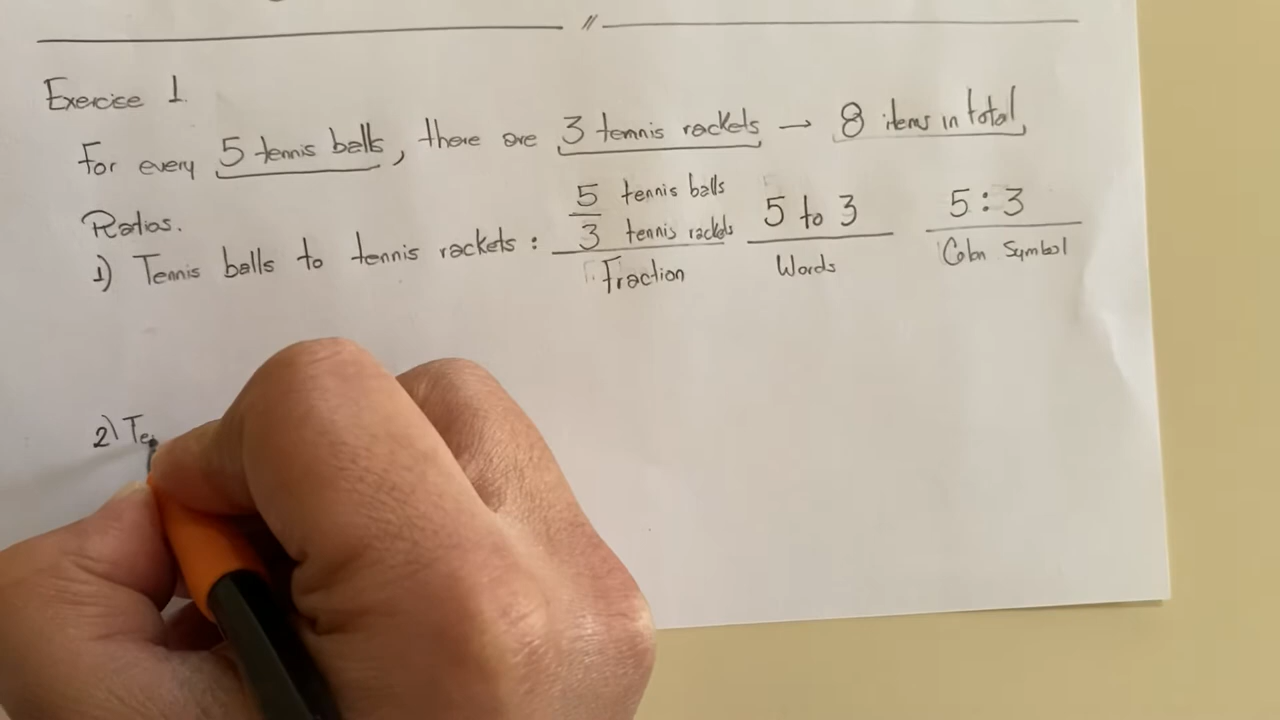 Exercise 1.
For every 5 tennis balls, there are 3 tennis rackets → 8 items in total
Ratios.
1) Tennis balls to tennis rackets :
5 tennis balls
3 tennis rackets
Fraction
5 to 3
Words
5 : 3
Colon Symbol
2) Te